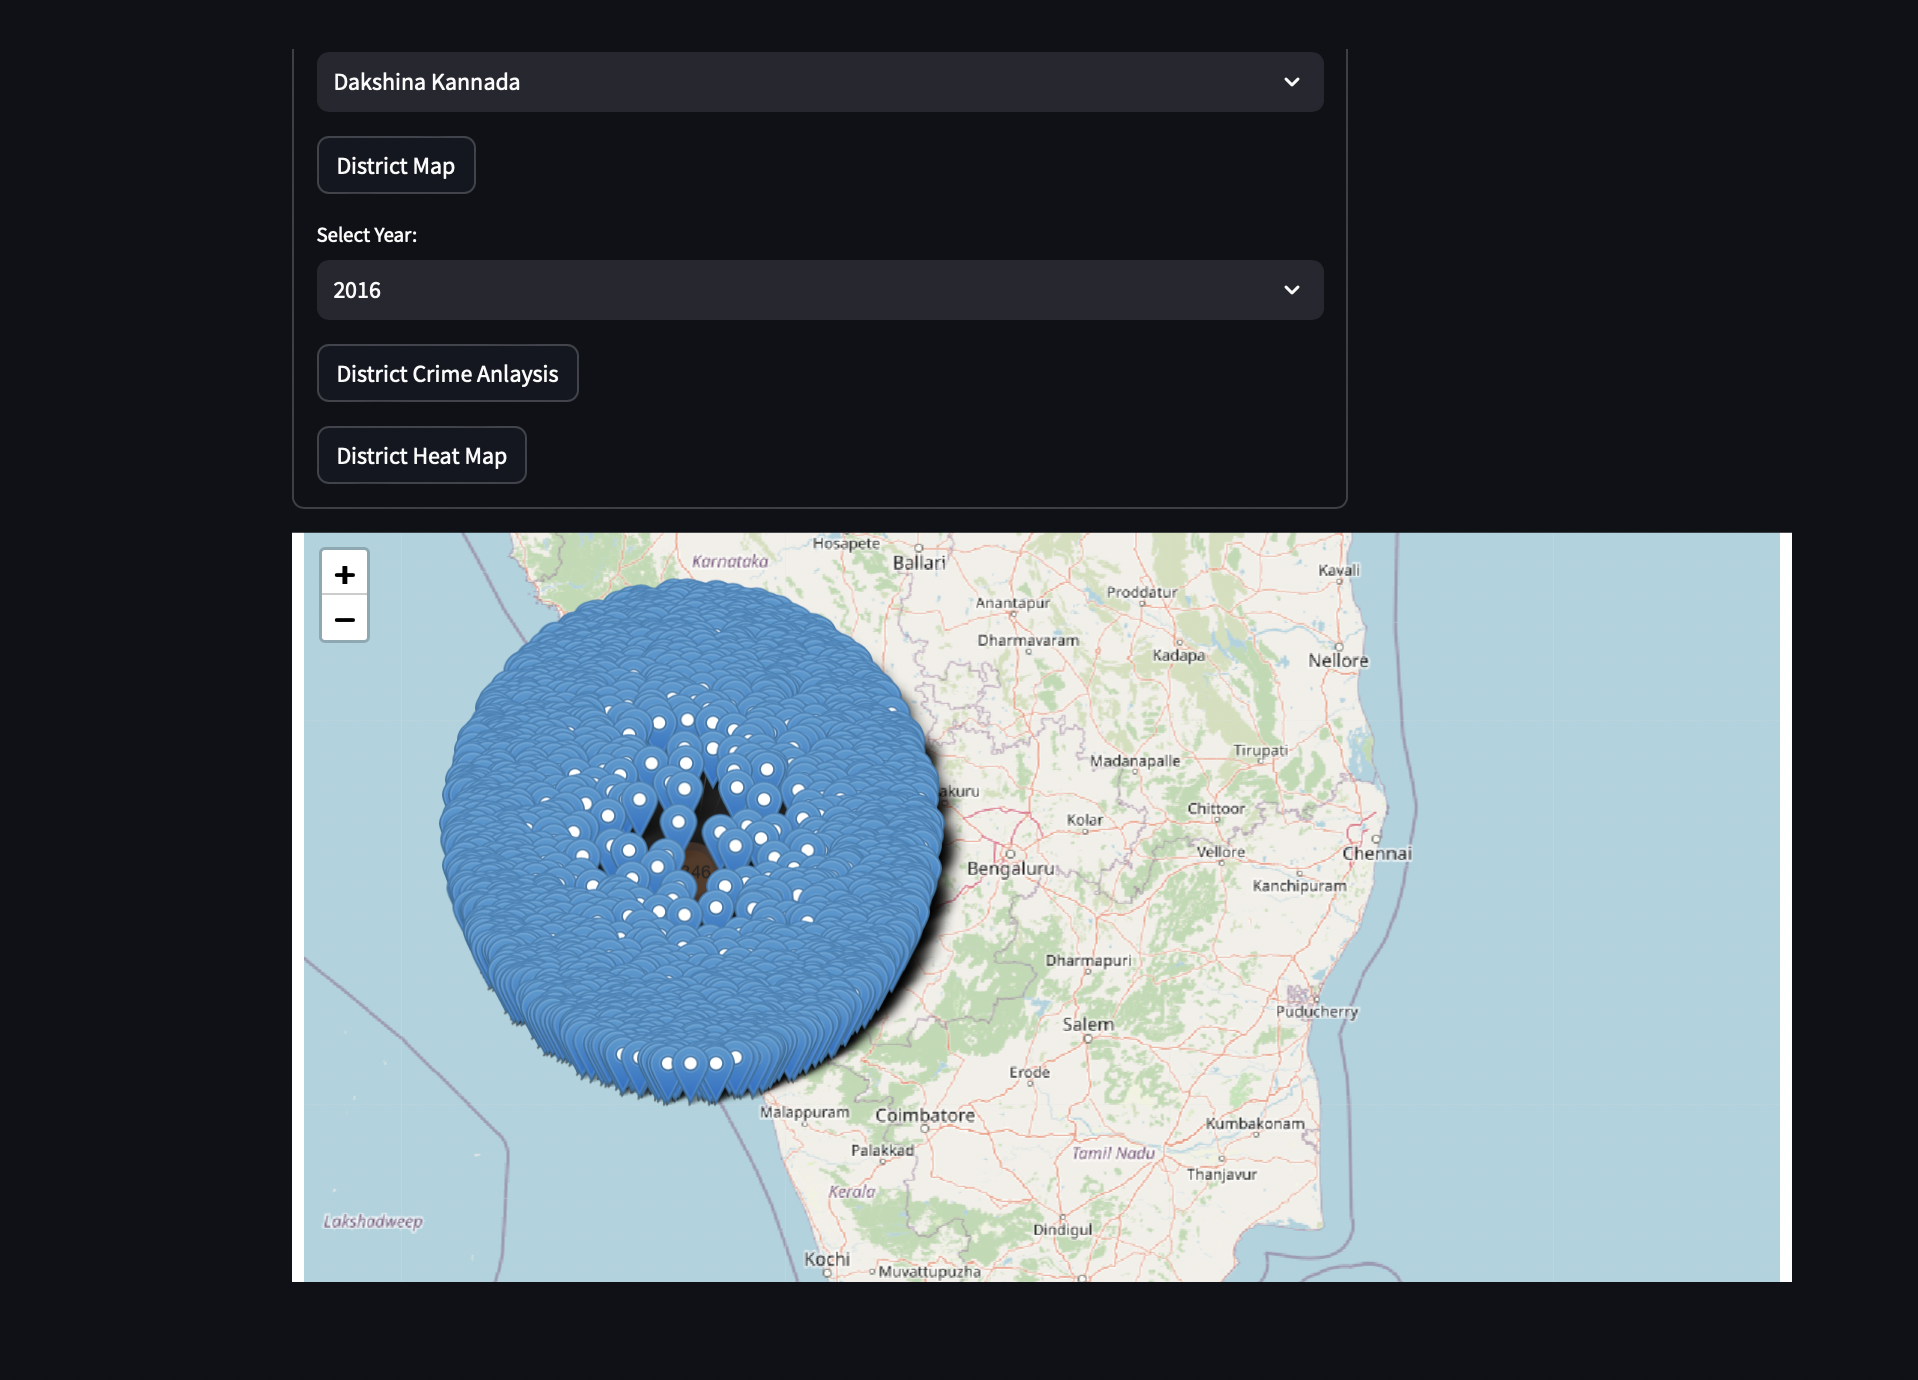 Dakshina Kannada
District Map
Select Year:
2016
District Crime Anlaysis
District Heat Map
+
−
Hosapete
Ballari
Karnataka
Kavali
Proddatur
Anantapur
Dharmavaram
Kadapa
Nellore
Tirupati
Madanapalle
akuru
Chittoor
Kolar
Vellore
Chennai
Bengaluru
Kanchipuram
Dharmapuri
Puducherry
Salem
Erode
Malappuram
Coimbatore
Kumbakonam
Palakkad
Tamil Nadu
Thanjavur
Kerala
Lakshadweep
Dindigul
Kochi
Muvattupuzha